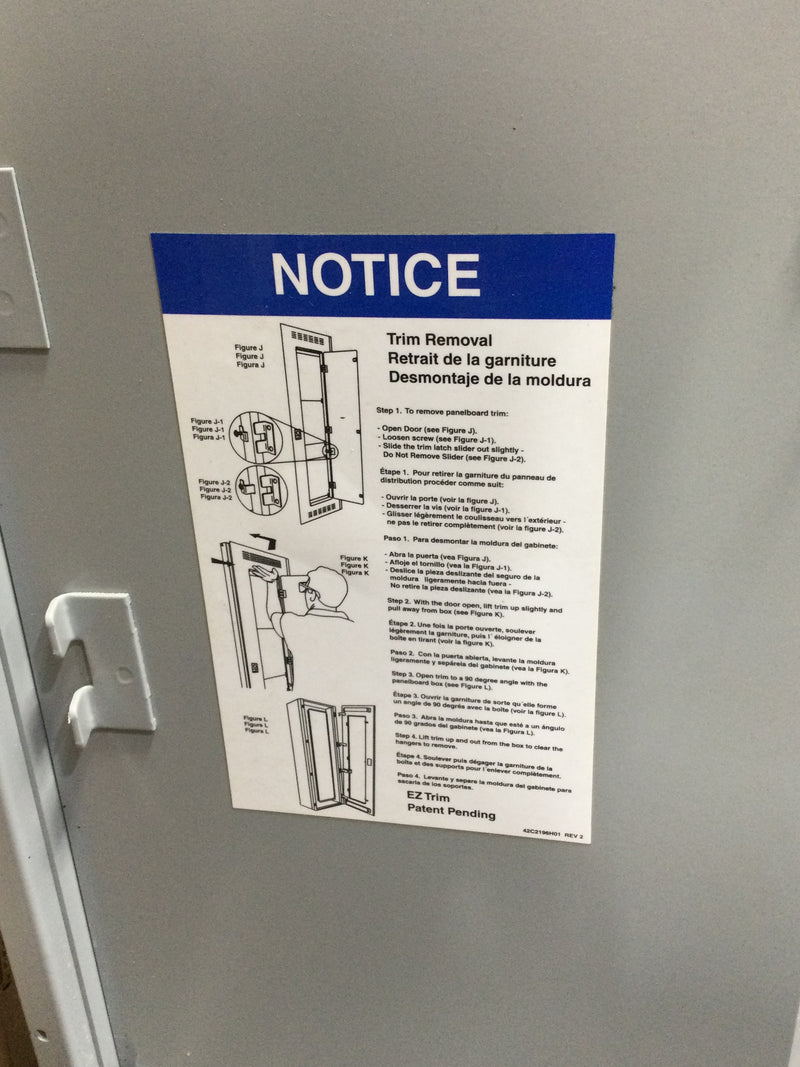 NOTICE
Trim Removal
Retrait de la garniture
Desmontaje de la moldura
Figure J
Figure J
Figura J
Figure J-1
Figure J-1
Figura J-1
Figure J-2
Figure J-2
Figura J-2
Figure K
Figure K
Figura K
Figure L
Figure L
Figura L
Step 1. To remove panelboard trim:
- Open Door (see Figure J).
- Loosen screw (see Figure J-1).
- Slide the trim latch slider out slightly -
Do Not Remove Slider (see Figure J-2).
Étape 1. Pour retirer la garniture du panneau de
distribution procéder comme suit:
- Ouvrir la porte (voir la figure J).
- Desserrer la vis (voir la figure J-1).
- Glisser légèrement le coulisseau vers l'extérieur -
ne pas le retirer complètement (voir la figure J-2).
Paso 1. Para desmontar la moldura del gabinete:
- Abra la puerta (vea Figura J).
- Afloje el tornillo (vea la Figura J-1).
- Deslice la pieza deslizante del seguro de la
moldura ligeramente hacia fuera -
No retire la pieza deslizante (vea la Figura J-2).
Step 2. With the door open, lift trim up slightly and
pull away from box (see Figure K).
Étape 2. Une fois la porte ouverte, soulever
légèrement la garniture, puis l'éloigner de la
boîte en tirant (voir la figure K).
Paso 2. Con la puerta abierta, levante la moldura
ligeramente y sepárela del gabinete (vea la Figura K).
Step 3. Open trim to a 90 degree angle with the
panelboard box (see Figure L).
Étape 3. Ouvrir la garniture de sorte qu'elle forme
un angle de 90 degrés avec la boîte (voir la figure L).
Paso 3. Abra la moldura hasta que esté a un ángulo
de 90 grados del gabinete (vea la Figura L).
Step 4. Lift trim up and out from the box to clear the
hangers to remove.
Étape 4. Soulever puis dégager la garniture de la
boîte et des supports pour l'enlever complètement.
Paso 4. Levante y separe la moldura del gabinete para
sacarla de los soportes.
EZ Trim
Patent Pending
42C2196H01 REV 2